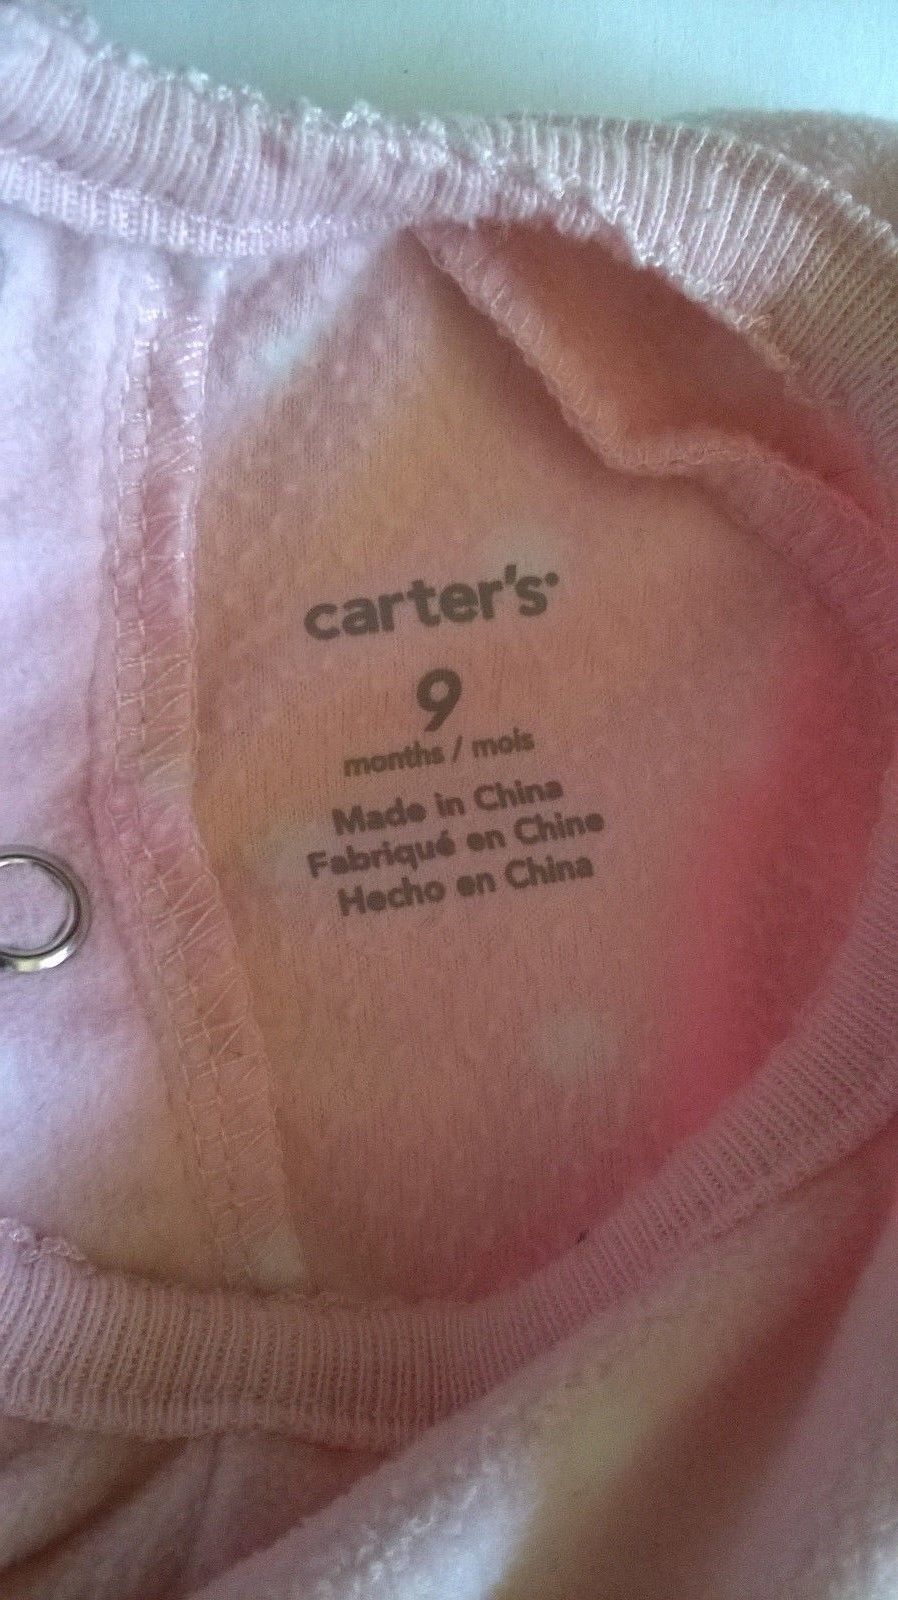 carter's
9
months / mois
Made in China
Fabriqué en Chine
Hecho en China